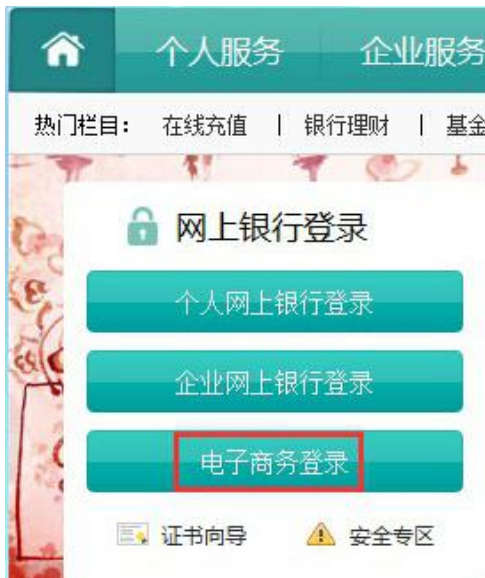 个人服务 企业服务
热门栏目： 在线充值 | 银行理财 | 基金
网上银行登录
个人网上银行登录
企业网上银行登录
电子商务登录
证书向导 安全专区